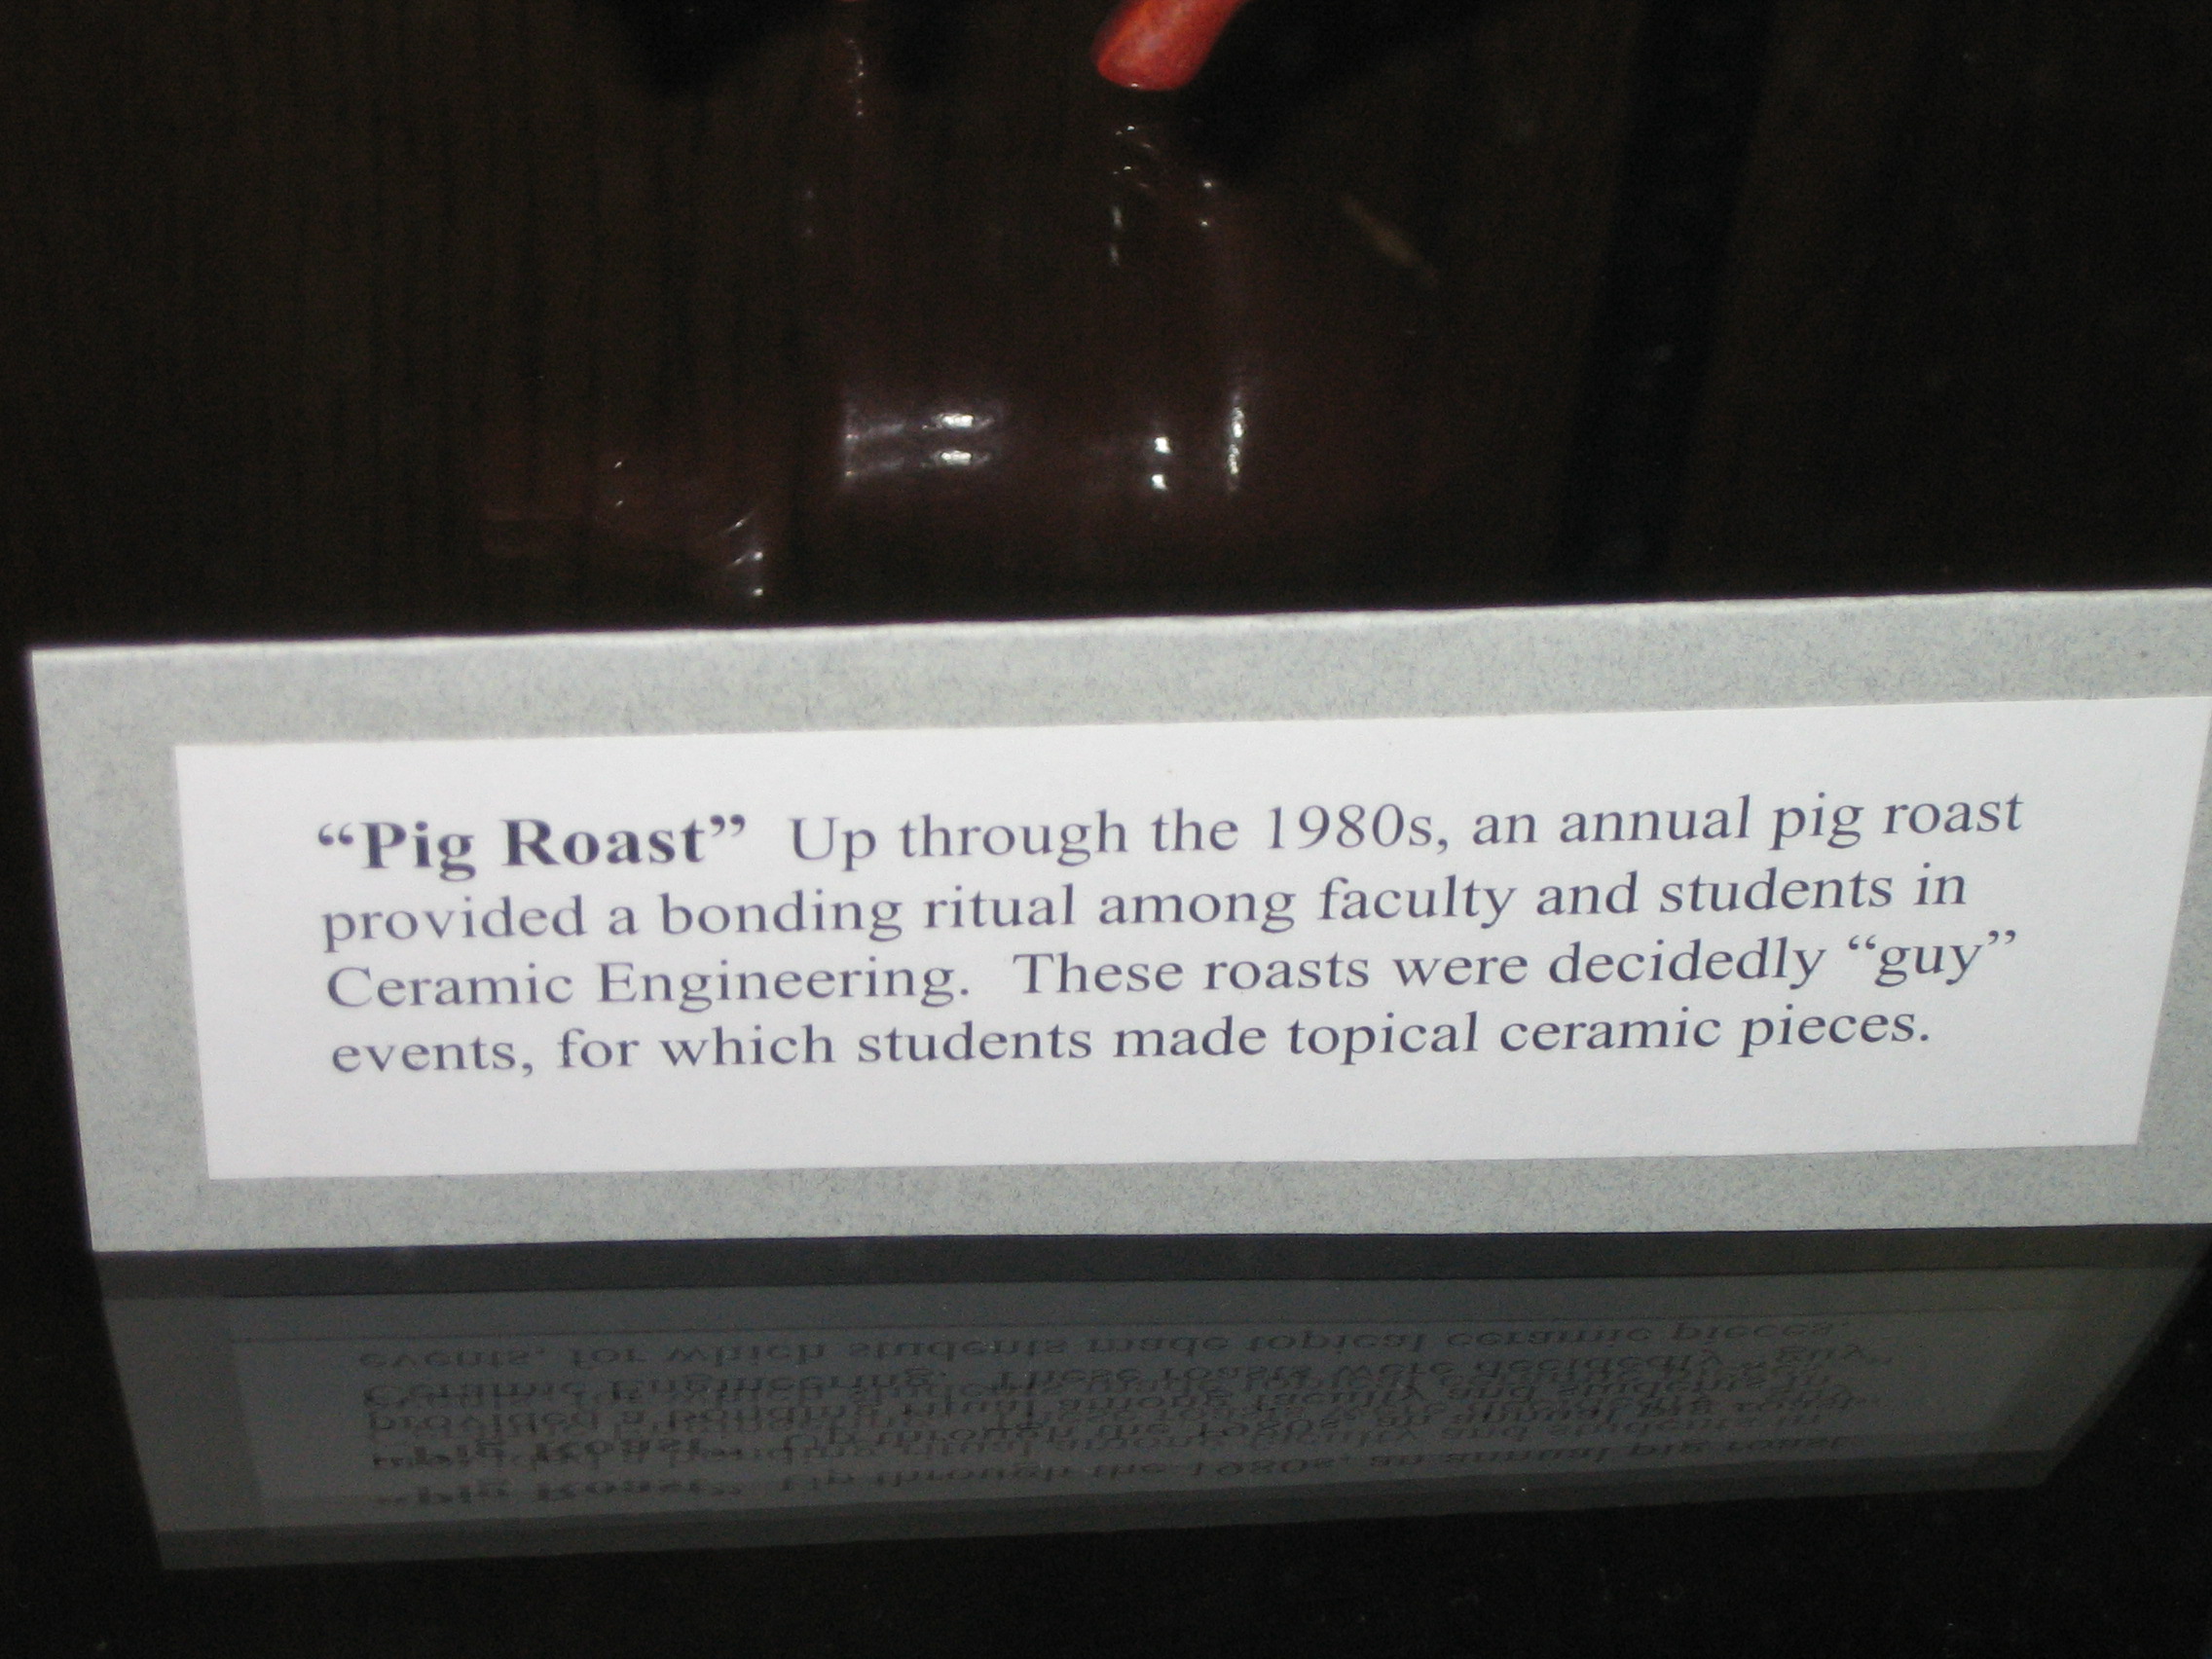 “Pig Roast”  Up through the 1980s, an annual pig roast
provided a bonding ritual among faculty and students in
Ceramic Engineering.  These roasts were decidedly “guy”
events, for which students made topical ceramic pieces.